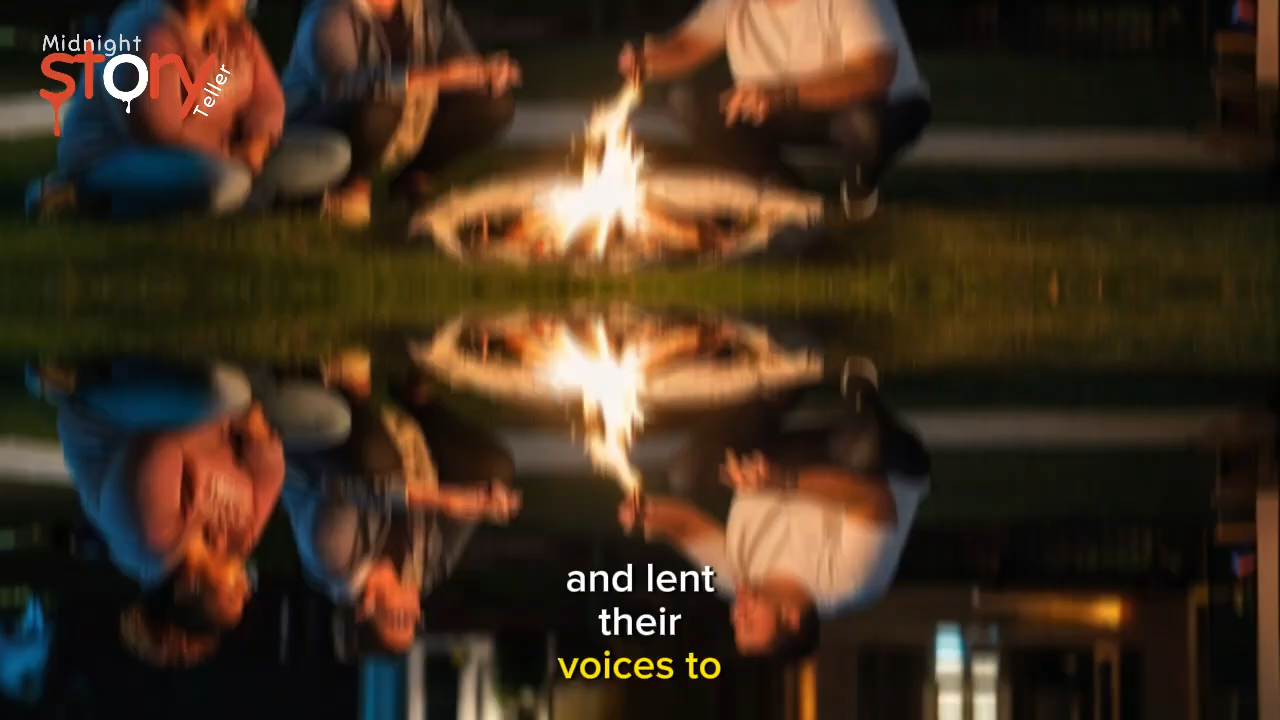 Midnight
story
Teller
and lent
their
voices to